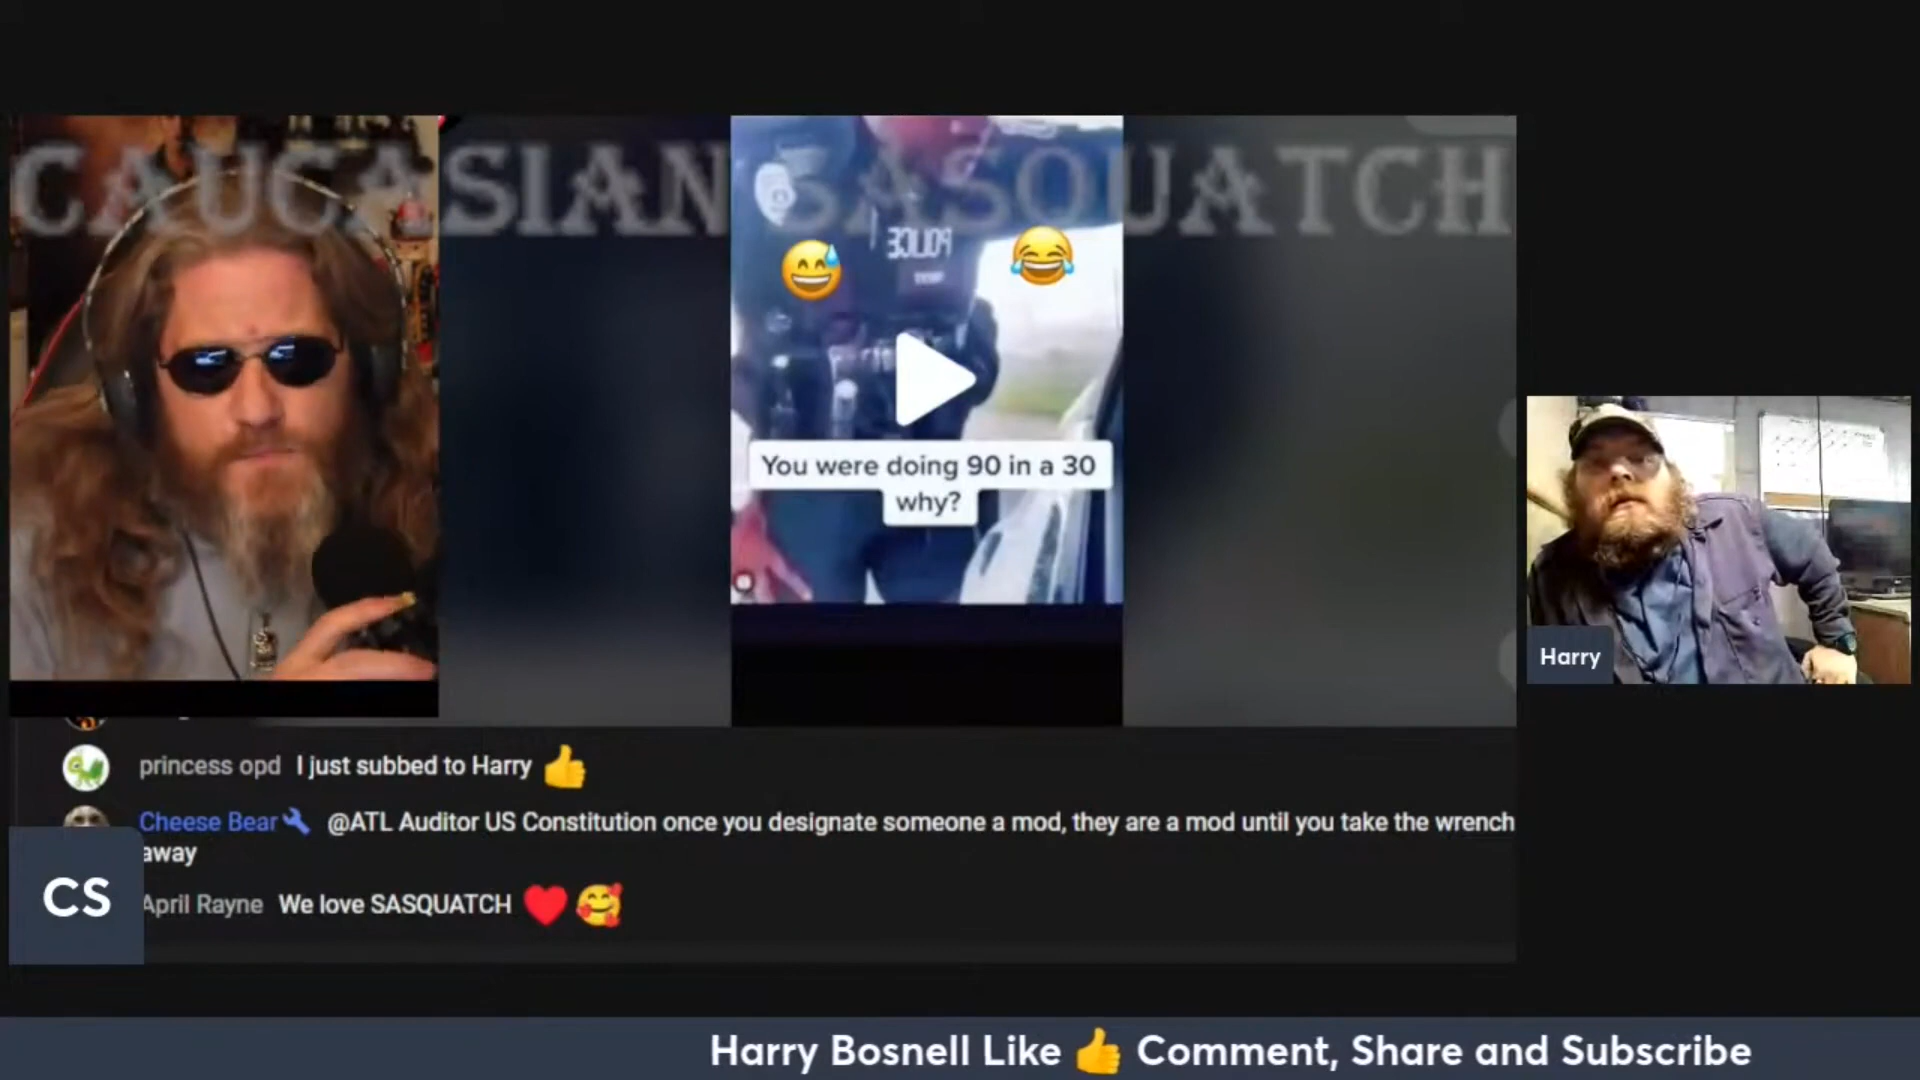 CAUCASIAN SASQUATCH
You were doing 90 in a 30
why?
Harry
princess opd I just subbed to Harry 👍
Cheese Bear @ATL Auditor US Constitution once you designate someone a mod, they are a mod until you take the wrench
away
April Rayne We love SASQUATCH ❤️ 🥰
CS
Harry Bosnell Like 👍 Comment, Share and Subscribe